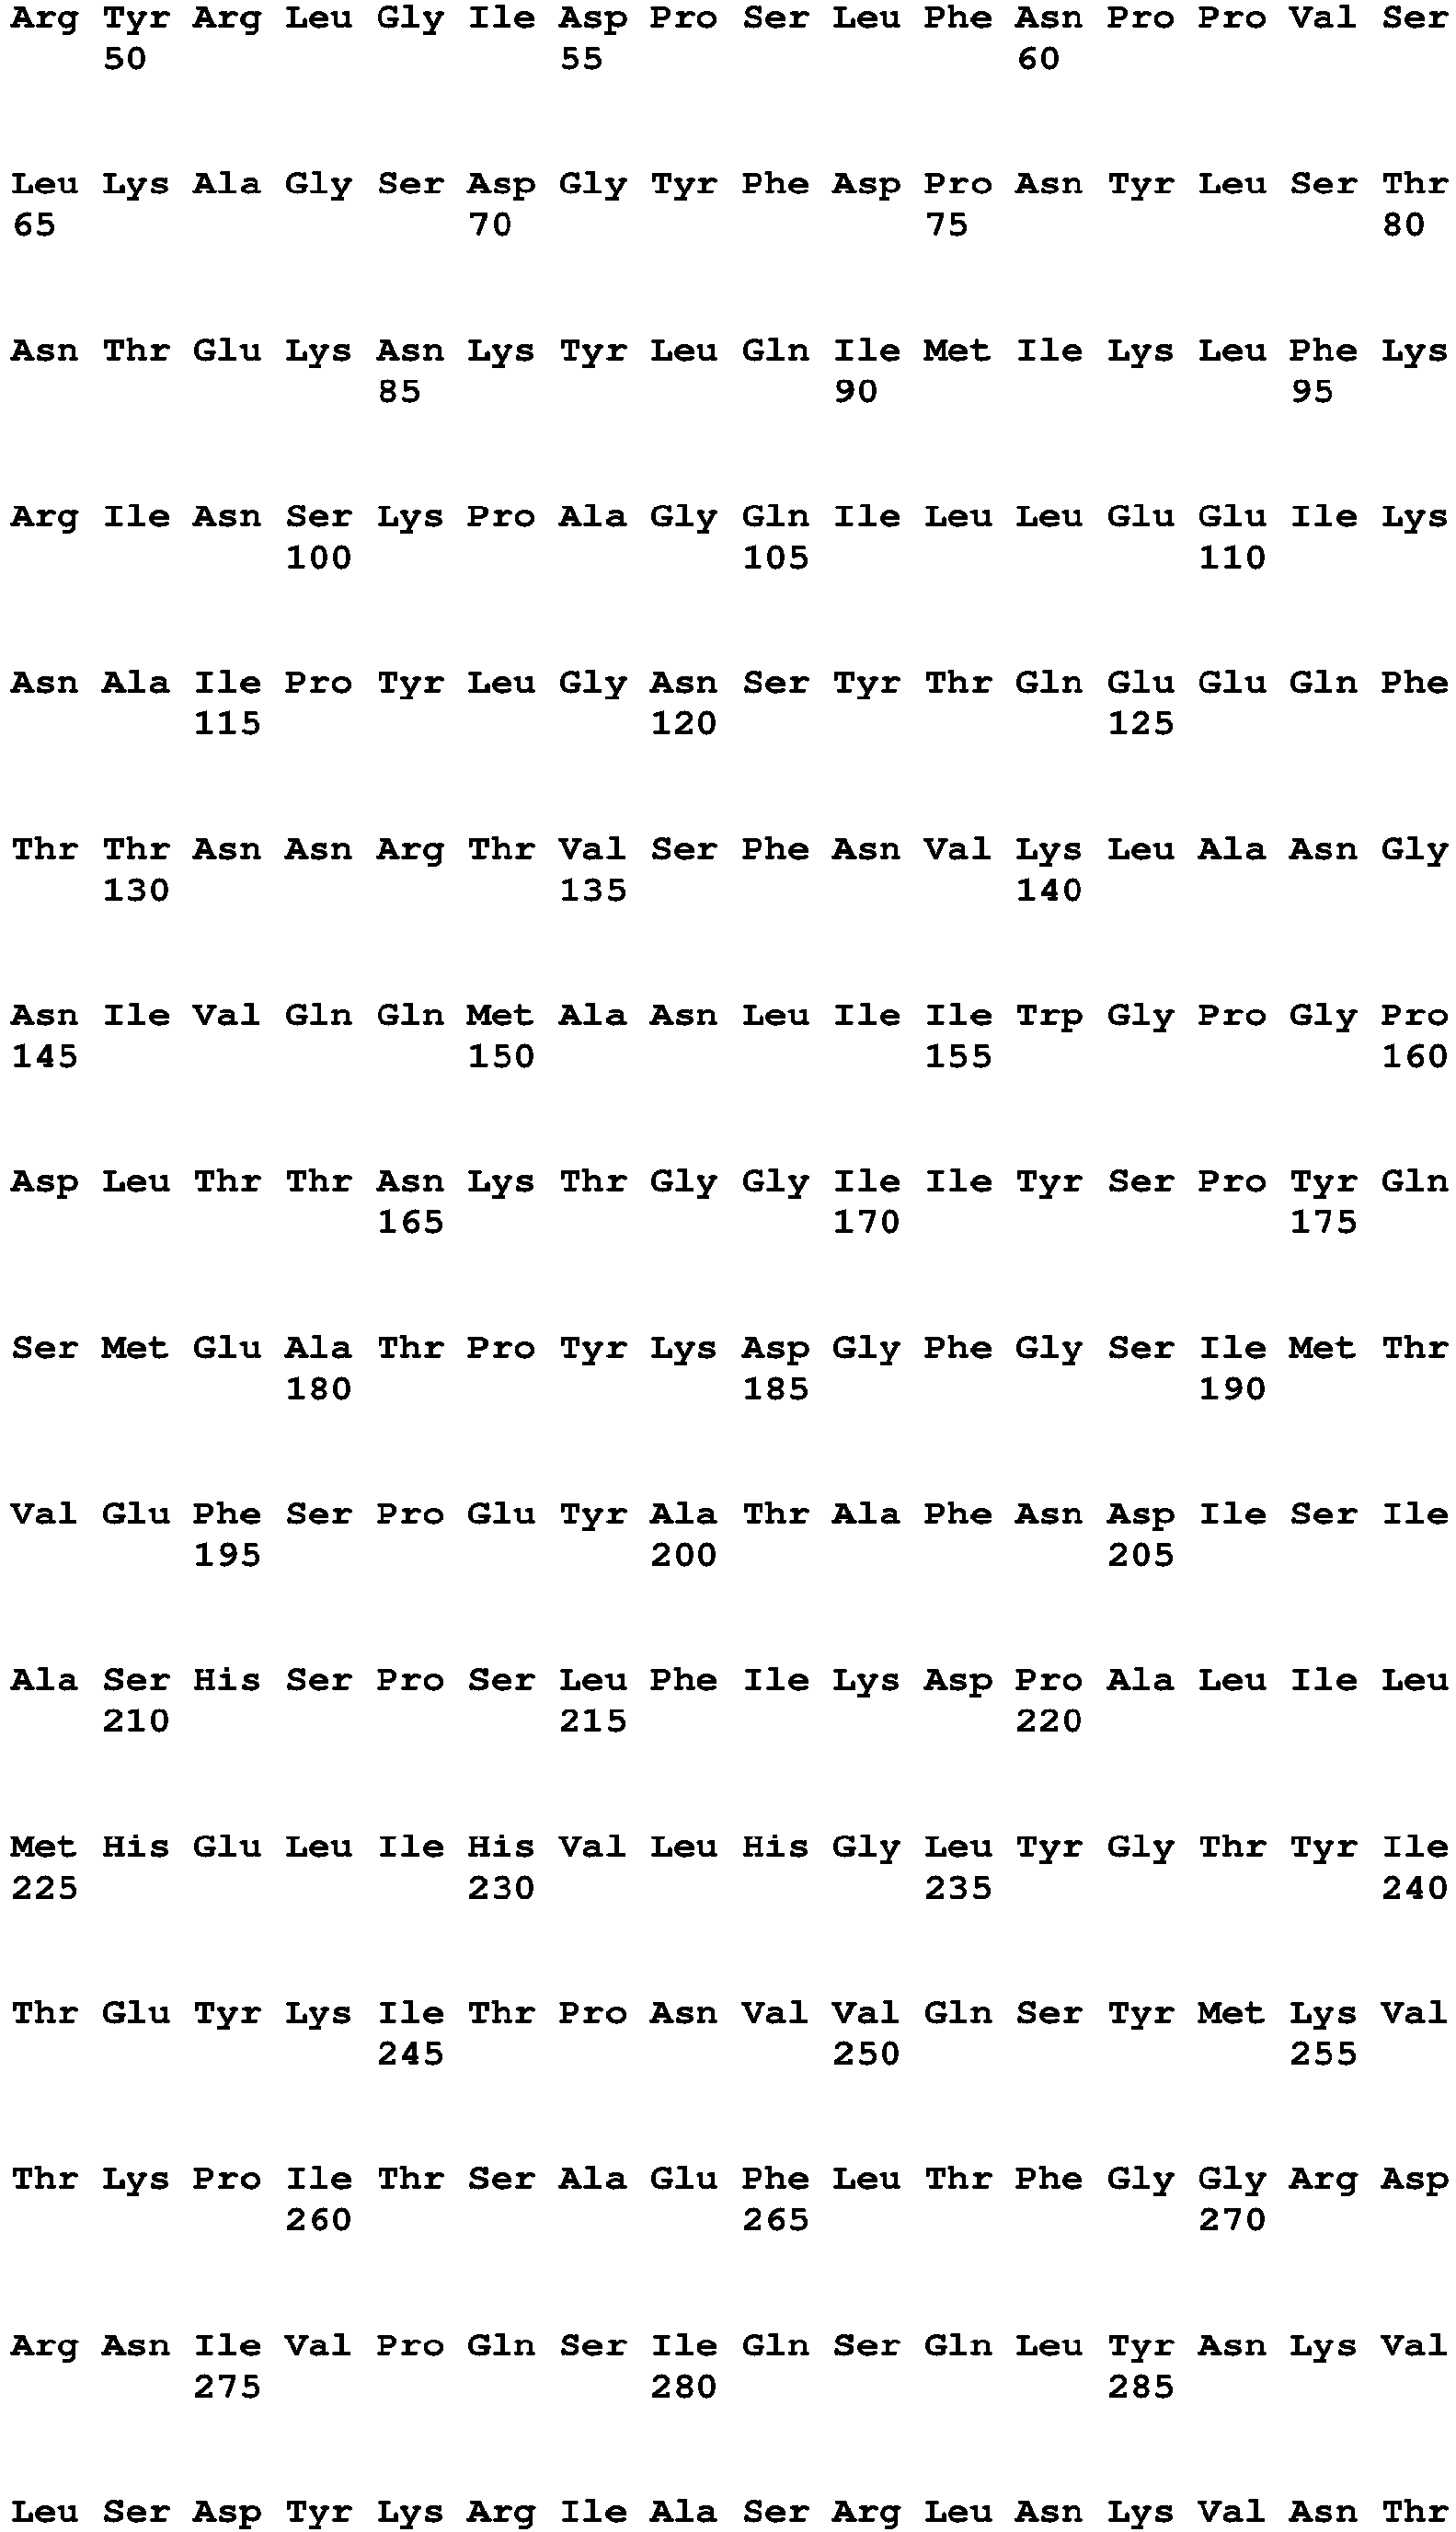 Arg Tyr Arg Leu Gly Ile Asp Pro Ser Leu Phe Asn Pro Pro Val Ser
50 55 60
Leu Lys Ala Gly Ser Asp Gly Tyr Phe Asp Pro Asn Tyr Leu Ser Thr
65 70 75 80
Asn Thr Glu Lys Asn Lys Tyr Leu Gln Ile Met Ile Lys Leu Phe Lys
85 90 95
Arg Ile Asn Ser Lys Pro Ala Gly Gln Ile Leu Leu Glu Glu Ile Lys
100 105 110
Asn Ala Ile Pro Tyr Leu Gly Asn Ser Tyr Thr Gln Glu Glu Gln Phe
115 120 125
Thr Thr Asn Asn Arg Thr Val Ser Phe Asn Val Lys Leu Ala Asn Gly
130 135 140
Asn Ile Val Gln Gln Met Ala Asn Leu Ile Ile Trp Gly Pro Gly Pro
145 150 155 160
Asp Leu Thr Thr Asn Lys Thr Gly Gly Ile Ile Tyr Ser Pro Tyr Gln
165 170 175
Ser Met Glu Ala Thr Pro Tyr Lys Asp Gly Phe Gly Ser Ile Met Thr
180 185 190
Val Glu Phe Ser Pro Glu Tyr Ala Thr Ala Phe Asn Asp Ile Ser Ile
195 200 205
Ala Ser His Ser Pro Ser Leu Phe Ile Lys Asp Pro Ala Leu Ile Leu
210 215 220
Met His Glu Leu Ile His Val Leu His Gly Leu Tyr Gly Thr Tyr Ile
225 230 235 240
Thr Glu Tyr Lys Ile Thr Pro Asn Val Val Gln Ser Tyr Met Lys Val
245 250 255
Thr Lys Pro Ile Thr Ser Ala Glu Phe Leu Thr Phe Gly Gly Arg Asp
260 265 270
Arg Asn Ile Val Pro Gln Ser Ile Gln Ser Gln Leu Tyr Asn Lys Val
275 280 285
Leu Ser Asp Tyr Lys Arg Ile Ala Ser Arg Leu Asn Lys Val Asn Thr